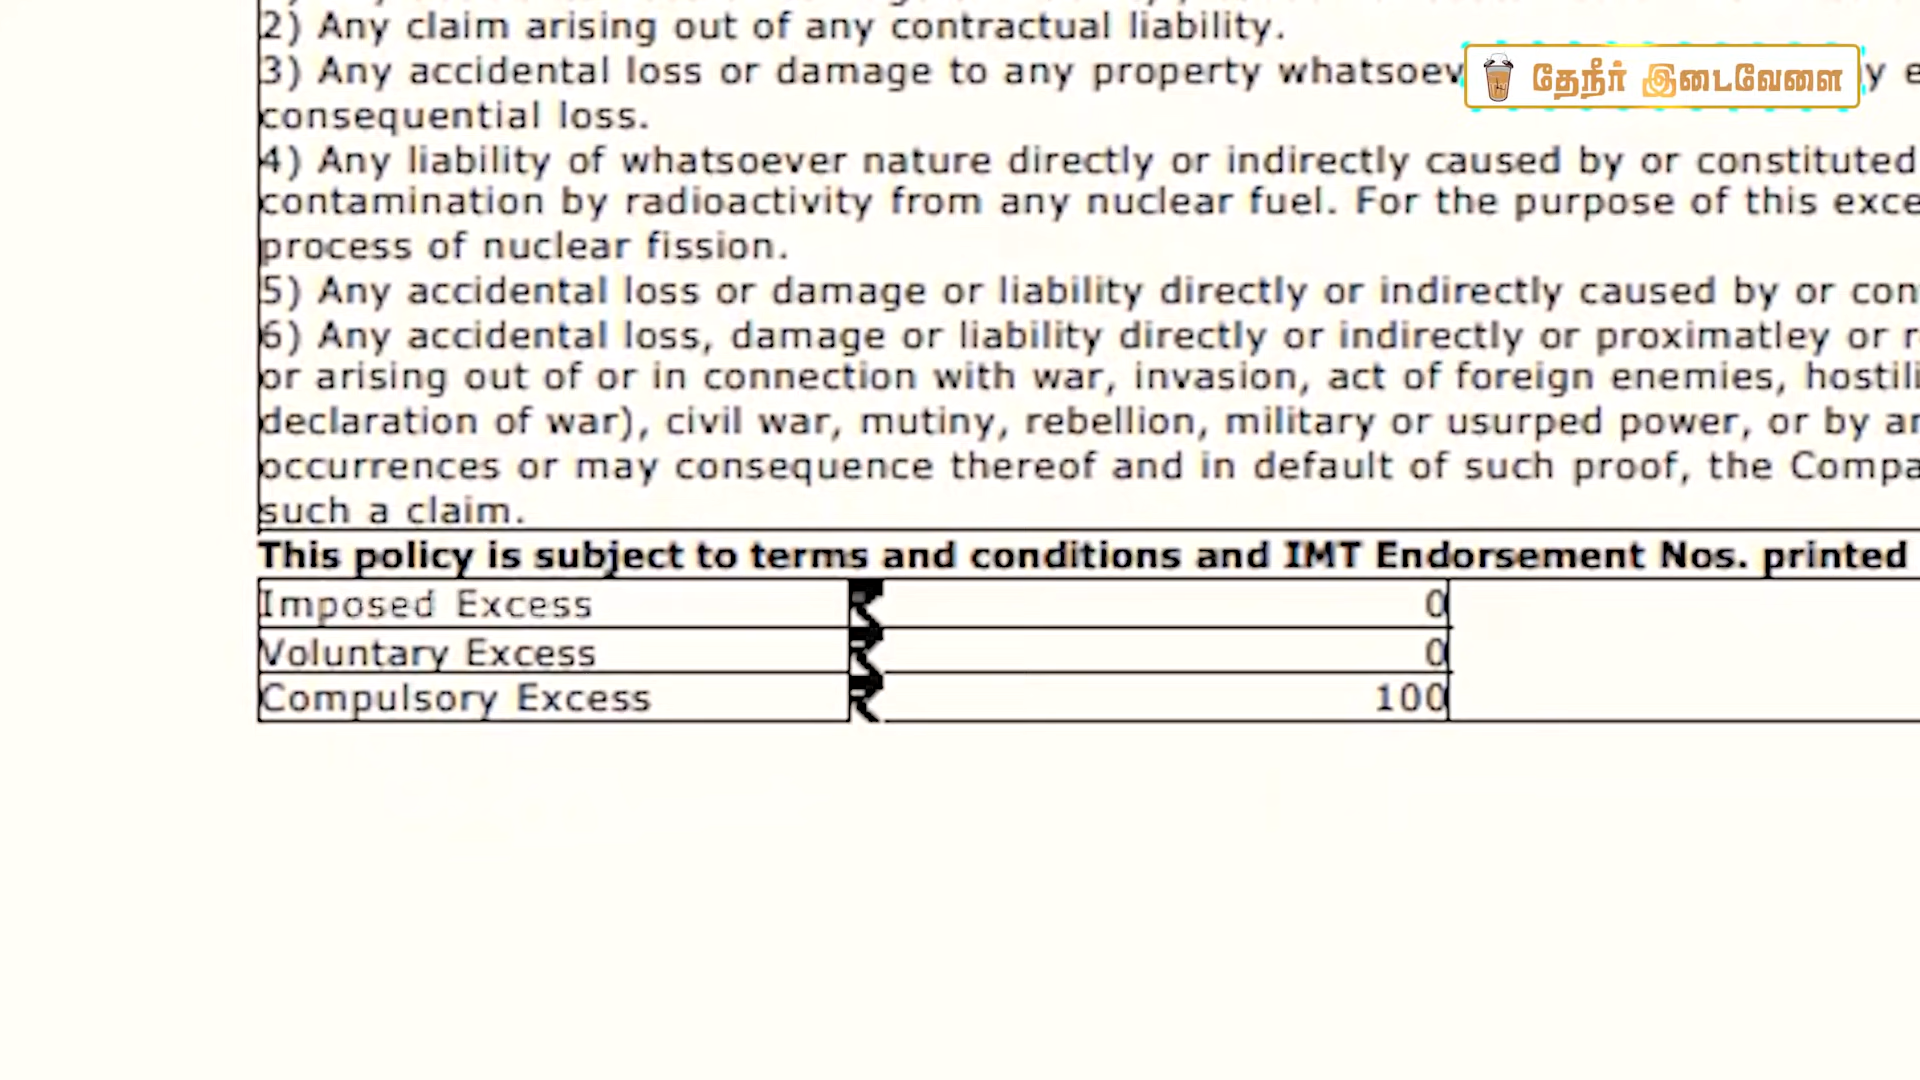 2) Any claim arising out of any contractual liability.
3) Any accidental loss or damage to any property
consequential loss.
தேநீர் இடைவேளை
4) Any liability of whatsoever nature directly or indirectly caused by or constituted
contamination by radioactivity from any nuclear fuel. For the purpose of this
process of nuclear fission.
5) Any accidental loss or damage or liability directly or indirectly caused by or
6) Any accidental loss, damage or liability directly or indirectly or proximatley or
or arising out of or in connection with war, invasion, act of foreign enemies,
declaration of war), civil war, mutiny, rebellion, military or usurped power, or by
occurrences or may consequence thereof and in default of such proof, the
such a claim.
This policy is subject to terms and conditions and IMT Endorsement Nos. printed
Imposed Excess ₹ 0
Voluntary Excess ₹ 0
Compulsory Excess ₹ 100